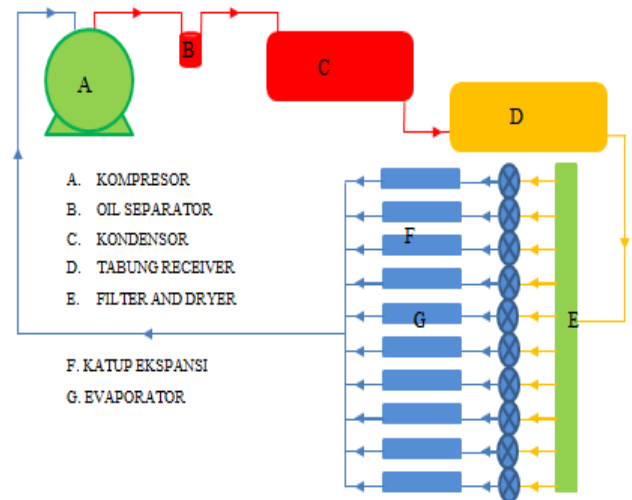 A
B
C
D
A. KOMPRESOR
B. OIL SEPARATOR
C. KONDENSOR
D. TABUNG RECEIVER
E. FILTER AND DRYER
F
G
E
F. KATUP EKSPANSI
G. EVAPORATOR